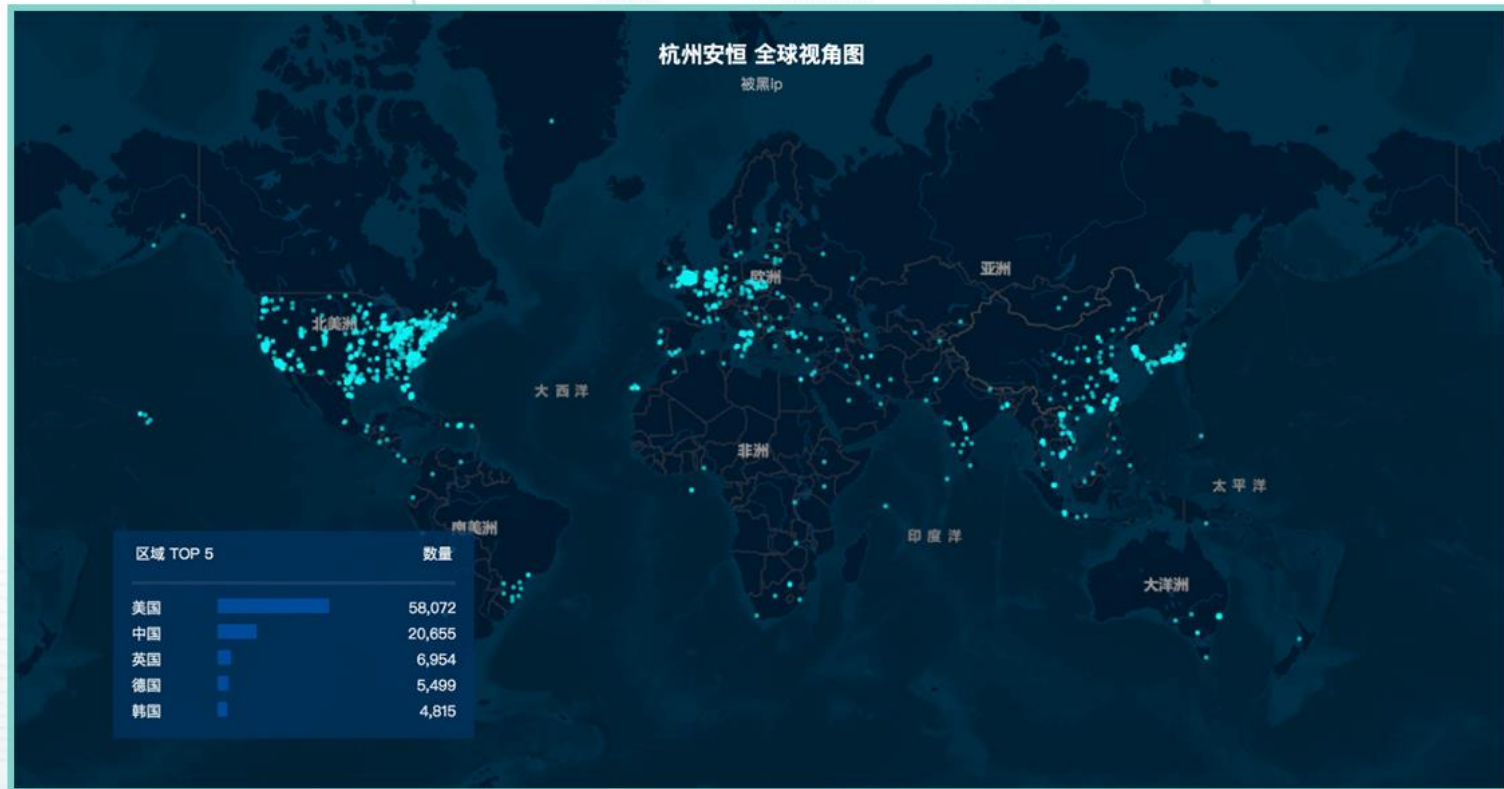 杭州安恒 全球视角图
被黑ip
亚洲
欧洲
北美洲
大西洋
非洲
太平洋
南美洲
印度洋
大洋洲
区域 TOP 5 数量
美国 58,072
中国 20,655
英国 6,954
德国 5,499
韩国 4,815